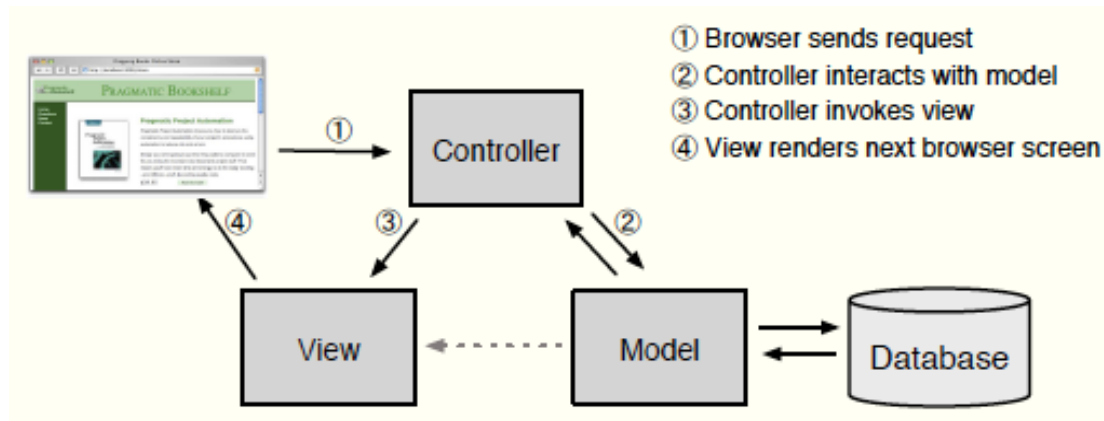 ① Browser sends request
② Controller interacts with model
③ Controller invokes view
④ View renders next browser screen
PRAGMATIC BOOKSHELF
Pragmatic Project Automation
①
Controller
④
③
②
View
Model
Database